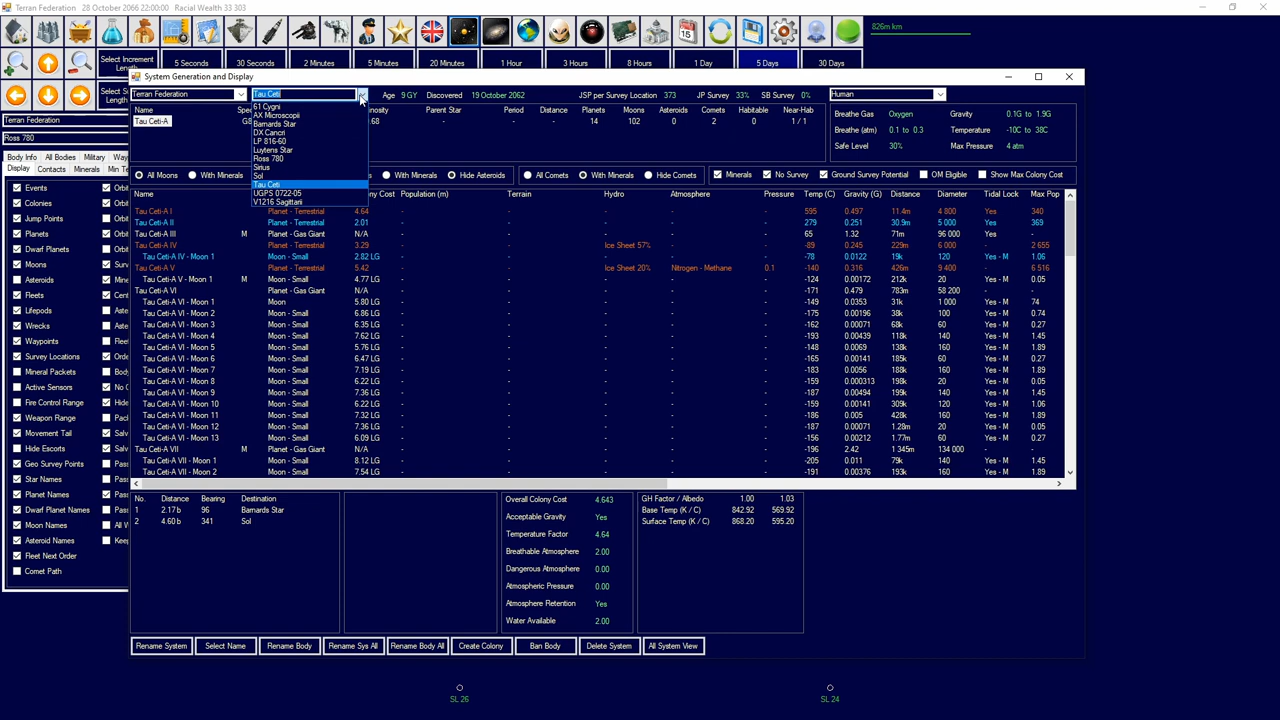 Terran Federation   28 October 2066 22:00:00   Racial Wealth 33 303
826m km
Select Increment Length
5 Seconds
30 Seconds
2 Minutes
5 Minutes
20 Minutes
1 Hour
3 Hours
8 Hours
1 Day
5 Days
30 Days
Length
Terran Federation
Ross 780
Body Info All Bodies Military
Display Contacts Minerals
Events
Colonies
Jump Points
Planets
Dwarf Planets
Moons
Asteroids
Fleets
Lifepods
Wrecks
Waypoints
Survey Locations
Mineral Packets
Active Sensors
Fire Control Range
Weapon Range
Movement Tail
Hide Escorts
Geo Survey Points
Star Names
Planet Names
Dwarf Planet Names
Moon Names
Asteroid Names
Fleet Next Order
Comet Path
System Generation and Display
Terran Federation
Tau Ceti
Age 9 GY Discovered 19 October 2062 JSP per Survey Location 373 JP Survey 33% SB Survey 0%
Human
61 Cygni
AX Microscopii
Barnards Star
DX Cancri
LP 816-60
Luytens Star
Ross 780
Sirius
Sol
Tau Ceti
UGPS 0722-05
V1216 Sagittarii
Name Parent Star Period Distance Planets Moons Asteroids Comets Habitable Near-Hab
Tau Ceti-A .68 - - 14 102 0 2 0 1 / 1
Breathe Gas Oxygen Gravity 0.1G to 1.9G
Breathe (atm) 0.1 to 0.3 Temperature -10C to 38C
Safe Level 30% Max Pressure 4 atm
All Moons With Minerals Hide Asteroids All Comets With Minerals Hide Comets Minerals No Survey Ground Survey Potential OM Eligible Show Max Colony Cost
Name Cost Population (m) Terrain Hydro Atmosphere Pressure Temp (C) Gravity (G) Distance Diameter Tidal Lock Max Pop
Tau Ceti-A I Planet - Terrestrial 4.64 - - - - - 595 0.497 11.4m 4 800 Yes 340
Tau Ceti-A II Planet - Terrestrial 2.01 - - - - - 279 0.251 30.9m 5 000 Yes 369
Tau Ceti-A III M Planet - Gas Giant N/A - - - - - 65 1.32 71m 96 000 Yes -
Tau Ceti-A IV Planet - Terrestrial 3.29 - - Ice Sheet 57% - - -89 0.245 229m 6 000 - 2 655
Tau Ceti-A IV - Moon 1 Moon - Small 2.82 LG - - - - - -78 0.0122 19k 120 Yes - M 1.06
Tau Ceti-A V Planet - Terrestrial 5.42 - - Ice Sheet 20% Nitrogen - Methane 0.1 -140 0.316 426m 9 400 - 6 516
Tau Ceti-A V - Moon 1 M Moon - Small 4.77 LG - - - - - -124 0.00172 212k 20 Yes - M 0.05
Tau Ceti-A VI Planet - Gas Giant N/A - - - - - -171 0.479 783m 58 200 - -
Tau Ceti-A VI - Moon 1 Moon 5.80 LG - - - - - -149 0.0353 31k 1 000 Yes - M 74
Tau Ceti-A VI - Moon 2 Moon - Small 6.86 LG - - - - - -175 0.00196 38k 100 Yes - M 0.74
Tau Ceti-A VI - Moon 3 Moon - Small 6.35 LG - - - - - -162 0.00071 68k 60 Yes - M 0.27
Tau Ceti-A VI - Moon 4 Moon - Small 7.62 LG - - - - - -193 0.00439 118k 140 Yes - M 1.45
Tau Ceti-A VI - Moon 5 Moon - Small 5.76 LG - - - - - -148 0.0069 138k 160 Yes - M 1.89
Tau Ceti-A VI - Moon 6 Moon - Small 6.47 LG - - - - - -165 0.00141 185k 60 Yes - M 0.27
Tau Ceti-A VI - Moon 7 Moon - Small 7.19 LG - - - - - -183 0.0056 188k 160 Yes - M 1.89
Tau Ceti-A VI - Moon 8 Moon - Small 6.22 LG - - - - - -159 0.000313 198k 20 Yes - M 0.05
Tau Ceti-A VI - Moon 9 Moon - Small 7.36 LG - - - - - -187 0.00494 199k 140 Yes - M 1.45
Tau Ceti-A VI - Moon 10 Moon - Small 6.22 LG - - - - - -159 0.00141 309k 120 Yes - M 1.06
Tau Ceti-A VI - Moon 11 Moon - Small 7.32 LG - - - - - -186 0.005 428k 160 Yes - M 1.89
Tau Ceti-A VI - Moon 12 Moon - Small 7.36 LG - - - - - -187 0.00071 1.28m 20 Yes - M 0.05
Tau Ceti-A VI - Moon 13 Moon - Small 6.09 LG - - - - - -156 0.00212 1.77m 60 Yes - M 0.27
Tau Ceti-A VII M Planet - Gas Giant N/A - - - - - -196 2.42 1 345m 134 000 - -
Tau Ceti-A VII - Moon 1 Moon - Small 8.08 LG - - - - - -205 0.011 79k 140 Yes - M 1.45
Tau Ceti-A VII - Moon 2 Moon - Small 7.54 LG - - - - - -191 0.00376 193k 160 Yes - M 1.89
No. Distance Bearing Destination
1 2.17 b 96 Barnards Star
2 4.60 b 341 Sol
Overall Colony Cost 4.643
Acceptable Gravity Yes
Temperature Factor 4.64
Breathable Atmosphere 2.00
Dangerous Atmosphere 0.00
Atmospheric Pressure 0.00
Atmosphere Retention Yes
Water Available 2.00
GH Factor / Albedo 1.00 1.03
Base Temp (K / C) 842.92 569.92
Surface Temp (K / C) 868.20 595.20
Rename System Select Name Rename Body Rename Sys All Rename Body All Create Colony Ban Body Delete System All System View
SL 26
SL 24